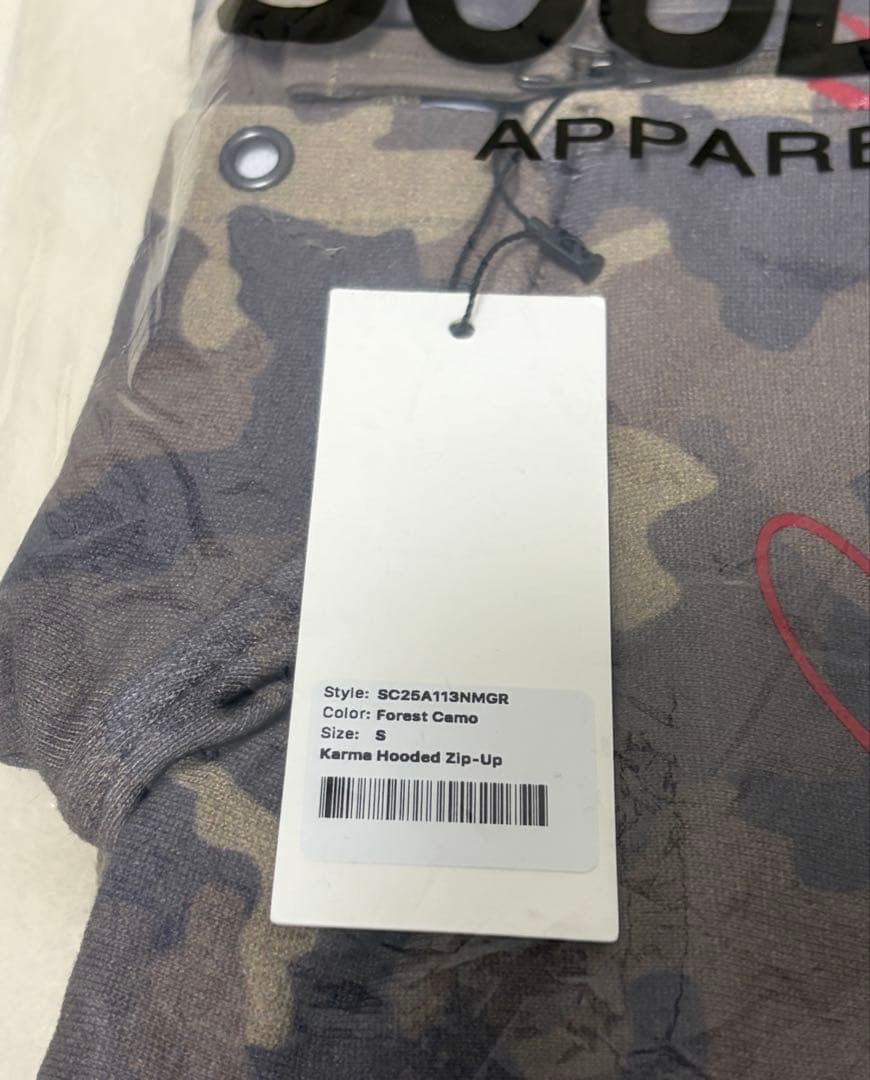 APPARE
Style: SC25A113NMGR
Color: Forest Camo
Size: S
Karma Hooded Zip-Up